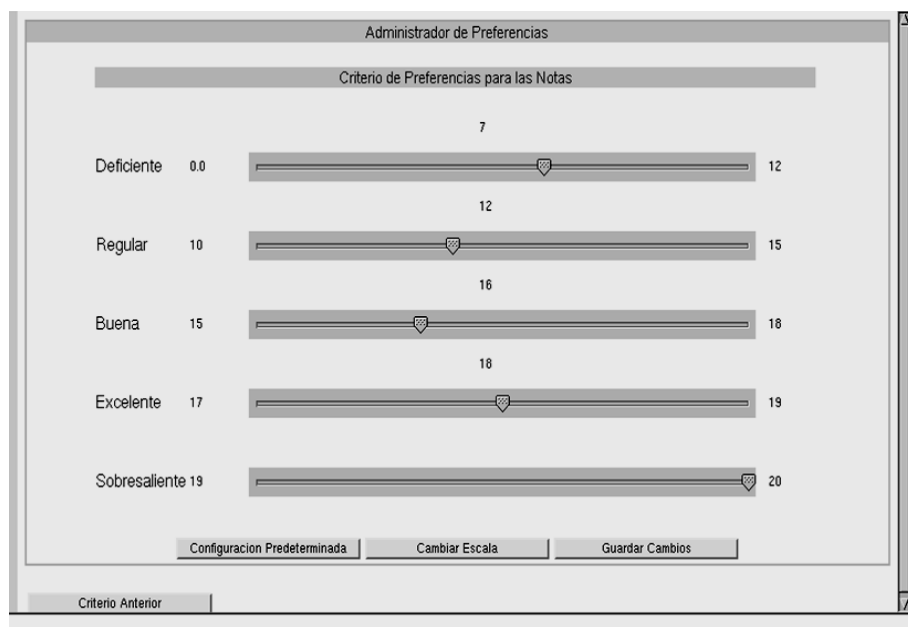 Administrador de Preferencias
Criterio de Preferencias para las Notas
7
Deficiente 0.0 12
12
Regular 10 15
16
Buena 15 18
18
Excelente 17 19
Sobresaliente 19 20
Configuracion Predeterminada Cambiar Escala Guardar Cambios
Criterio Anterior